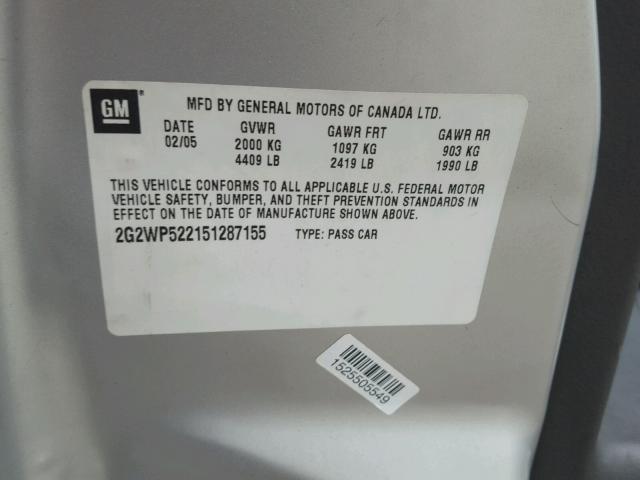 GM
MFD BY GENERAL MOTORS OF CANADA LTD.
DATE GVWR GAWR FRT GAWR RR
02/05 2000 KG 1097 KG 903 KG
4409 LB 2419 LB 1990 LB
THIS VEHICLE CONFORMS TO ALL APPLICABLE U.S. FEDERAL MOTOR
VEHICLE SAFETY, BUMPER, AND THEFT PREVENTION STANDARDS IN
EFFECT ON THE DATE OF MANUFACTURE SHOWN ABOVE.
2G2WP522151287155 TYPE: PASS CAR
1525505549